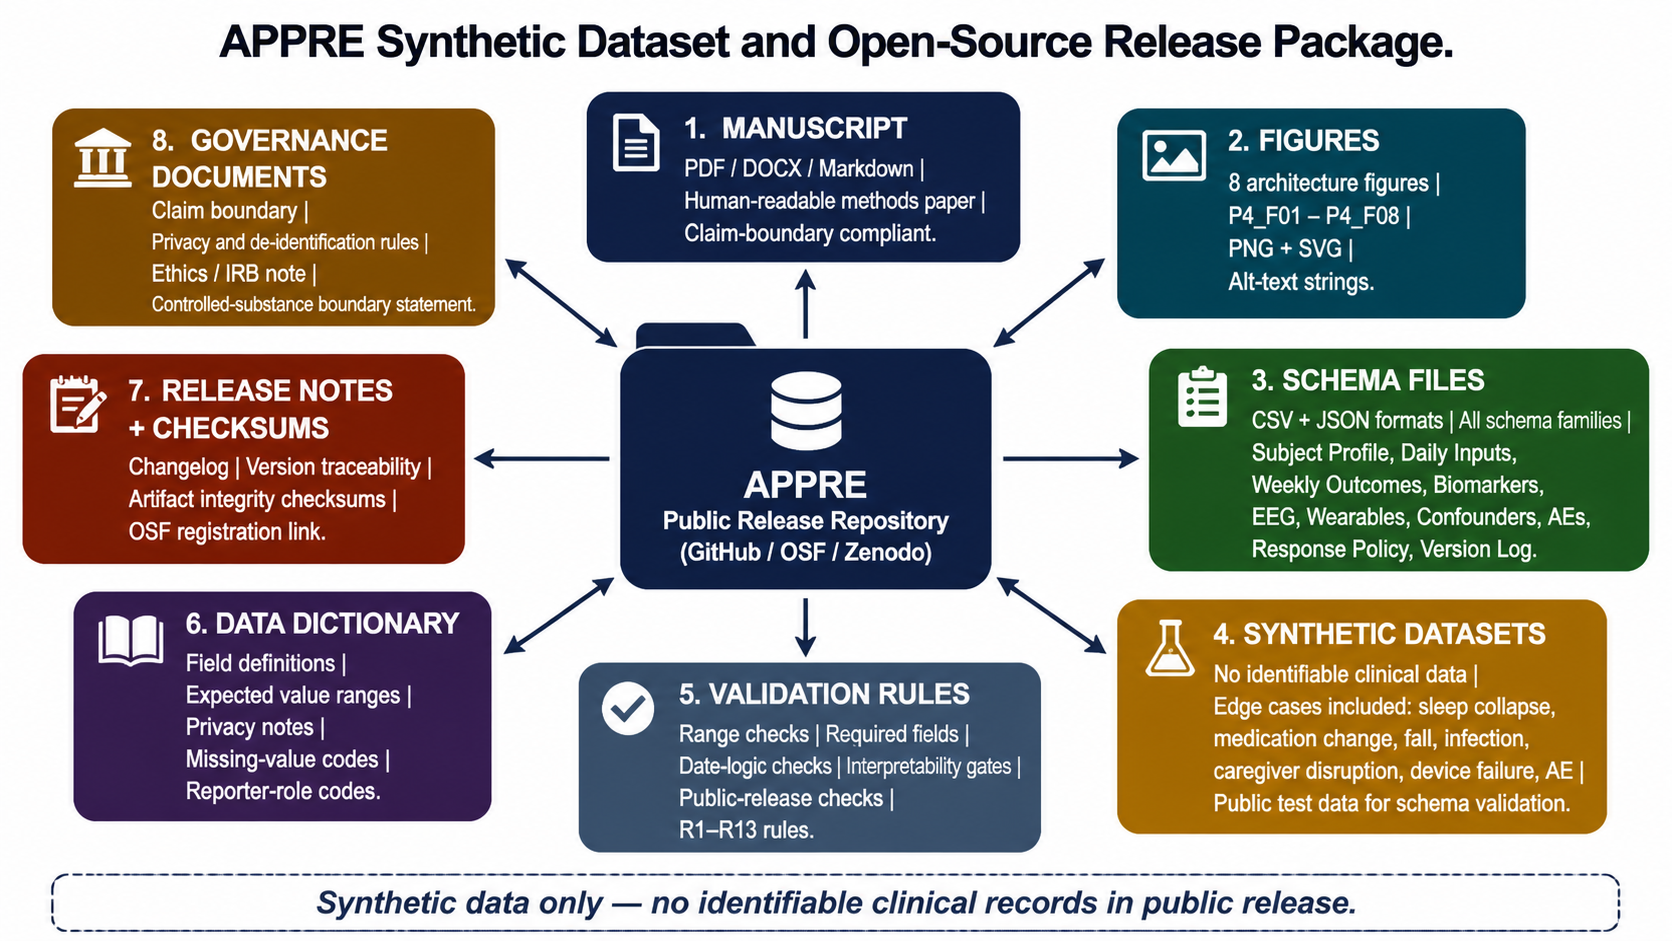 APPRE Synthetic Dataset and Open-Source Release Package.
8. GOVERNANCE
DOCUMENTS
Claim boundary |
Privacy and de-identification rules |
Ethics / IRB note |
Controlled-substance boundary statement.
1. MANUSCRIPT
PDF / DOCX / Markdown |
Human-readable methods paper |
Claim-boundary compliant.
2. FIGURES
8 architecture figures |
P4_F01 – P4_F08 |
PNG + SVG |
Alt-text strings.
7. RELEASE NOTES
+ CHECKSUMS
Changelog | Version traceability |
Artifact integrity checksums |
OSF registration link.
APPRE
Public Release Repository
(GitHub / OSF / Zenodo)
3. SCHEMA FILES
CSV + JSON formats | All schema families |
Subject Profile, Daily Inputs,
Weekly Outcomes, Biomarkers,
EEG, Wearables, Confounders, AEs,
Response Policy, Version Log.
6. DATA DICTIONARY
Field definitions |
Expected value ranges |
Privacy notes |
Missing-value codes |
Reporter-role codes.
5. VALIDATION RULES
Range checks | Required fields |
Date-logic checks | Interpretability gates |
Public-release checks |
R1–R13 rules.
4. SYNTHETIC DATASETS
No identifiable clinical data |
Edge cases included: sleep collapse,
medication change, fall, infection,
caregiver disruption, device failure, AE |
Public test data for schema validation.
Synthetic data only — no identifiable clinical records in public release.